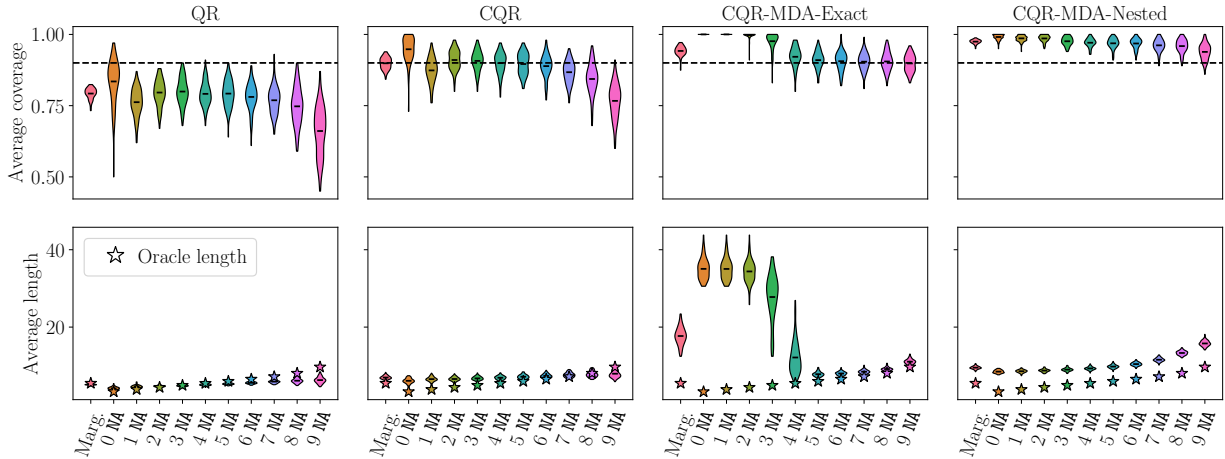 QR
CQR
CQR-MDA-Exact
CQR-MDA-Nested
Average coverage
1.00
0.75
0.50
Average length
40
20
Oracle length
Marg.
0 NA
1 NA
2 NA
3 NA
4 NA
5 NA
6 NA
7 NA
8 NA
9 NA
Marg.
0 NA
1 NA
2 NA
3 NA
4 NA
5 NA
6 NA
7 NA
8 NA
9 NA
Marg.
0 NA
1 NA
2 NA
3 NA
4 NA
5 NA
6 NA
7 NA
8 NA
9 NA
Marg.
0 NA
1 NA
2 NA
3 NA
4 NA
5 NA
6 NA
7 NA
8 NA
9 NA